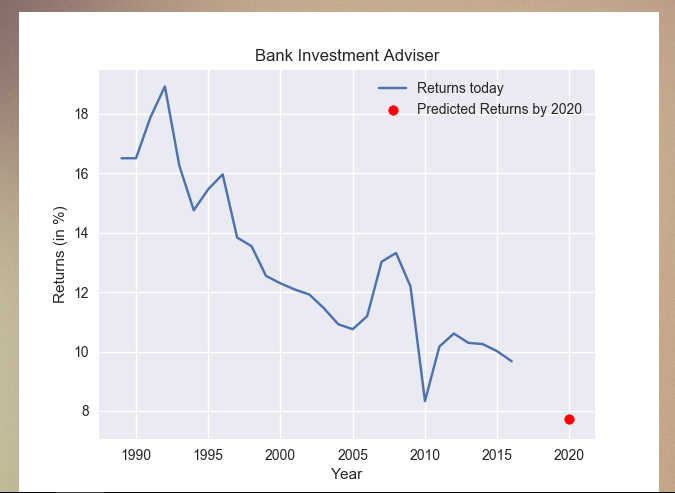 Bank Investment Adviser
Returns today
Predicted Returns by 2020
18
16
14
12
10
8
Returns (in %)
1990 1995 2000 2005 2010 2015 2020
Year